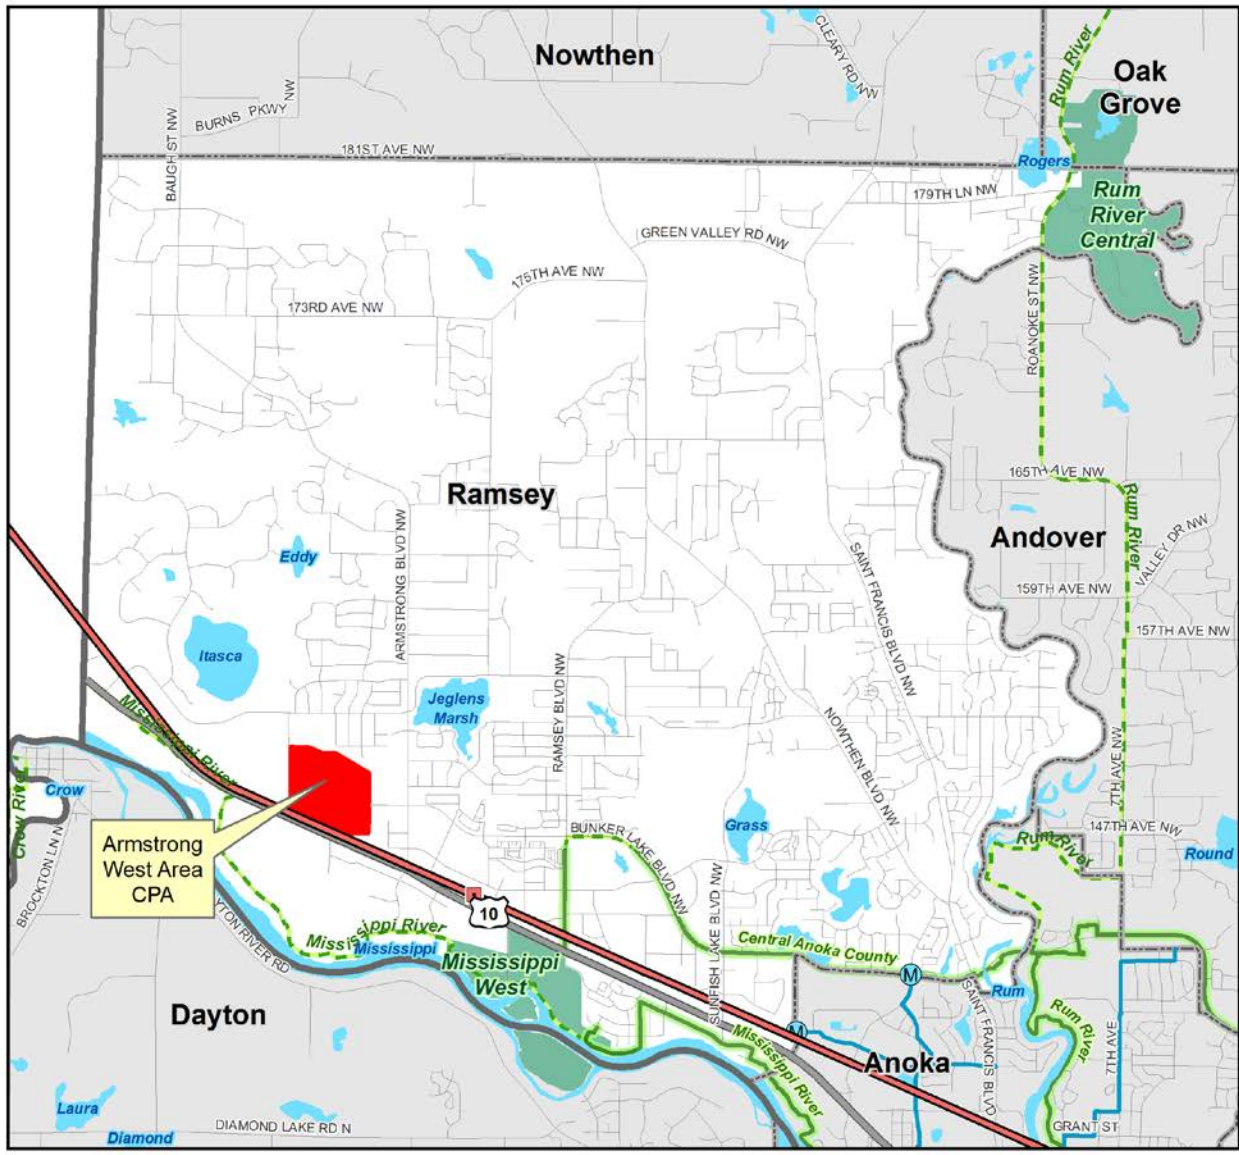 Nowthen
CLEARY RD NW
Rum River
Oak
Grove
BURNS PKWY NW
BAUGH ST NW
181ST AVE NW
Rogers
179TH LN NW
Rum
River
Central
GREEN VALLEY RD NW
175TH AVE NW
173RD AVE NW
ROANOKE ST NW
165TH AVE NW
Ramsey
Rum River
VALLEY DR NW
Andover
ARMSTRONG BLVD NW
Eddy
SAINT FRANCIS BLVD NW
159TH AVE NW
157TH AVE NW
Itasca
RAMSEY BLVD NW
Jeglens
Marsh
Mississippi River
NOWTHEN BLVD NW
7TH AVE NW
Crow
Crow River
Grass
BUNKER LAKE BLVD NW
147TH AVE NW
Rum River
Round
Armstrong
West Area
CPA
BROCKTON LN N
SUNFISH LAKE BLVD NW
10
YTON RIVER RD
Mississippi River
Mississippi
Mississippi
West
Central Anoka County
M
Rum
SAINT FRANCIS BLVD
Rum River
7TH AVE
Dayton
M
Mississippi River
Anoka
Laura
Diamond
DIAMOND LAKE RD N
GRANT ST